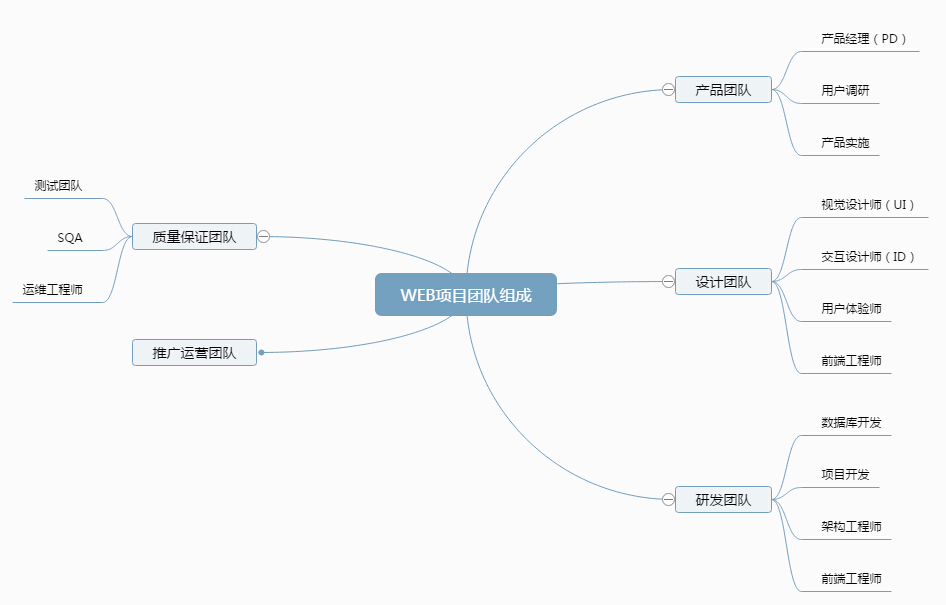 WEB项目团队组成
产品团队
产品经理（PD）
用户调研
产品实施
设计团队
视觉设计师（UI）
交互设计师（ID）
用户体验师
前端工程师
研发团队
数据库开发
项目开发
架构工程师
前端工程师
质量保证团队
测试团队
SQA
运维工程师
推广运营团队